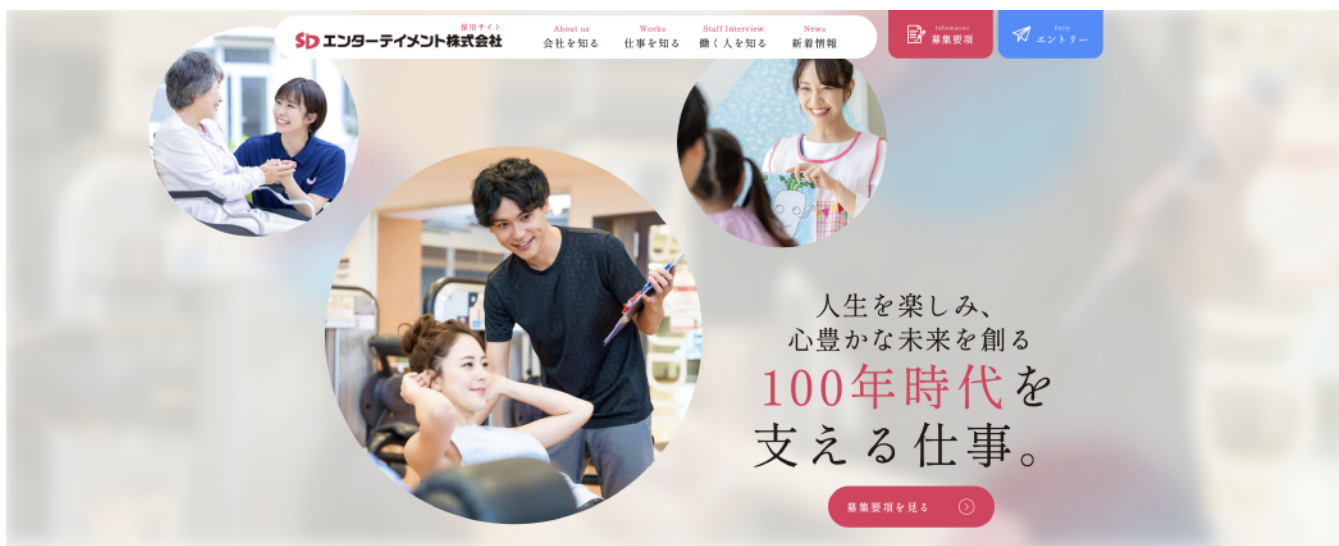 採用サイト
SD エンターテイメント株式会社
About us
会社を知る
Works
仕事を知る
Staff Interview
働く人を知る
News
新着情報
募集要項
Entry
エントリー
人生を楽しみ、
心豊かな未来を創る
100年時代を
支える仕事。
募集要項を見る